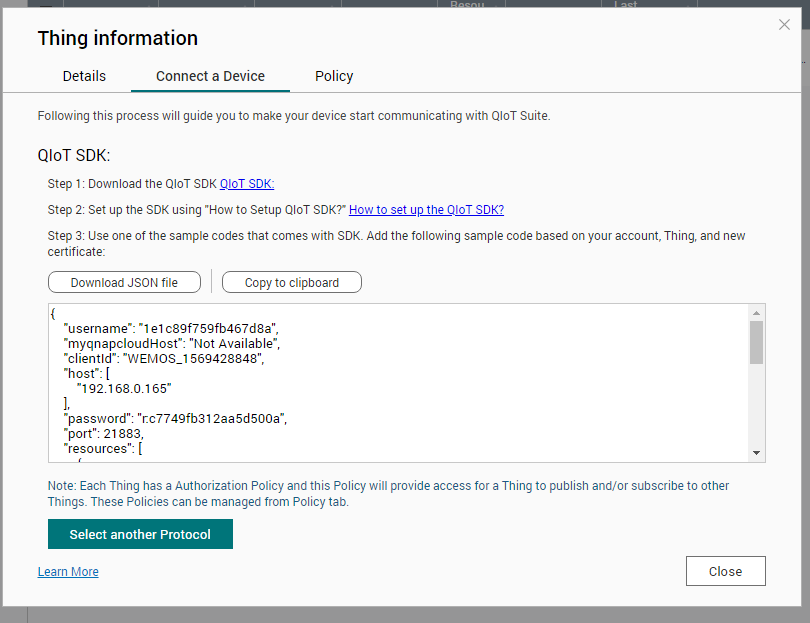 Resou
Last
Thing information
Details Connect a Device Policy
Following this process will guide you to make your device start communicating with QIoT Suite.
QIoT SDK:
Step 1: Download the QIoT SDK QIoT SDK:
Step 2: Set up the SDK using "How to Setup QIoT SDK?" How to set up the QIoT SDK?
Step 3: Use one of the sample codes that comes with SDK. Add the following sample code based on your account, Thing, and new
certificate:
Download JSON file Copy to clipboard
{
"username": "1e1c89f759fb467d8a",
"myqnapcloudHost": "Not Available",
"clientId": "WEMOS_1569428848",
"host": [
"192.168.0.165"
],
"password": "r:c7749fb312aa5d500a",
"port": 21883,
"resources": [
Note: Each Thing has a Authorization Policy and this Policy will provide access for a Thing to publish and/or subscribe to other
Things. These Policies can be managed from Policy tab.
Select another Protocol
Learn More
Close